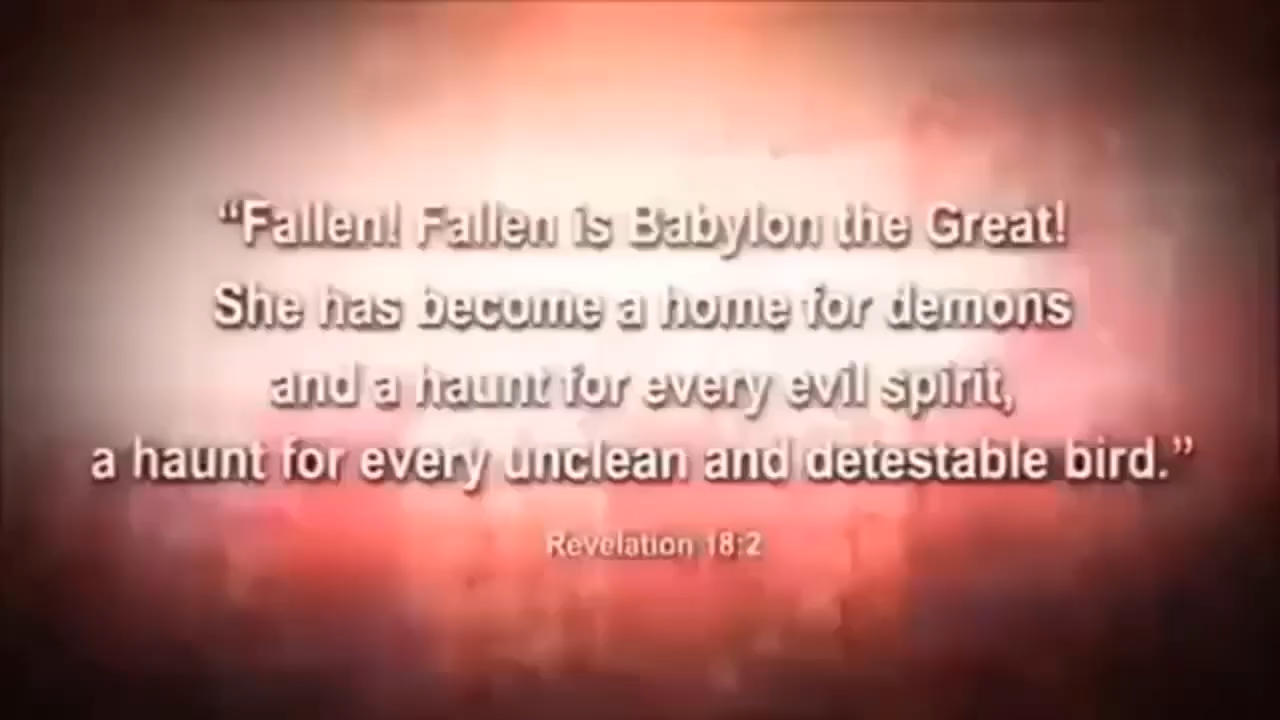 “Fallen! Fallen is Babylon the Great!
She has become a home for demons
and a haunt for every evil spirit,
a haunt for every unclean and detestable bird.”
Revelation 18:2